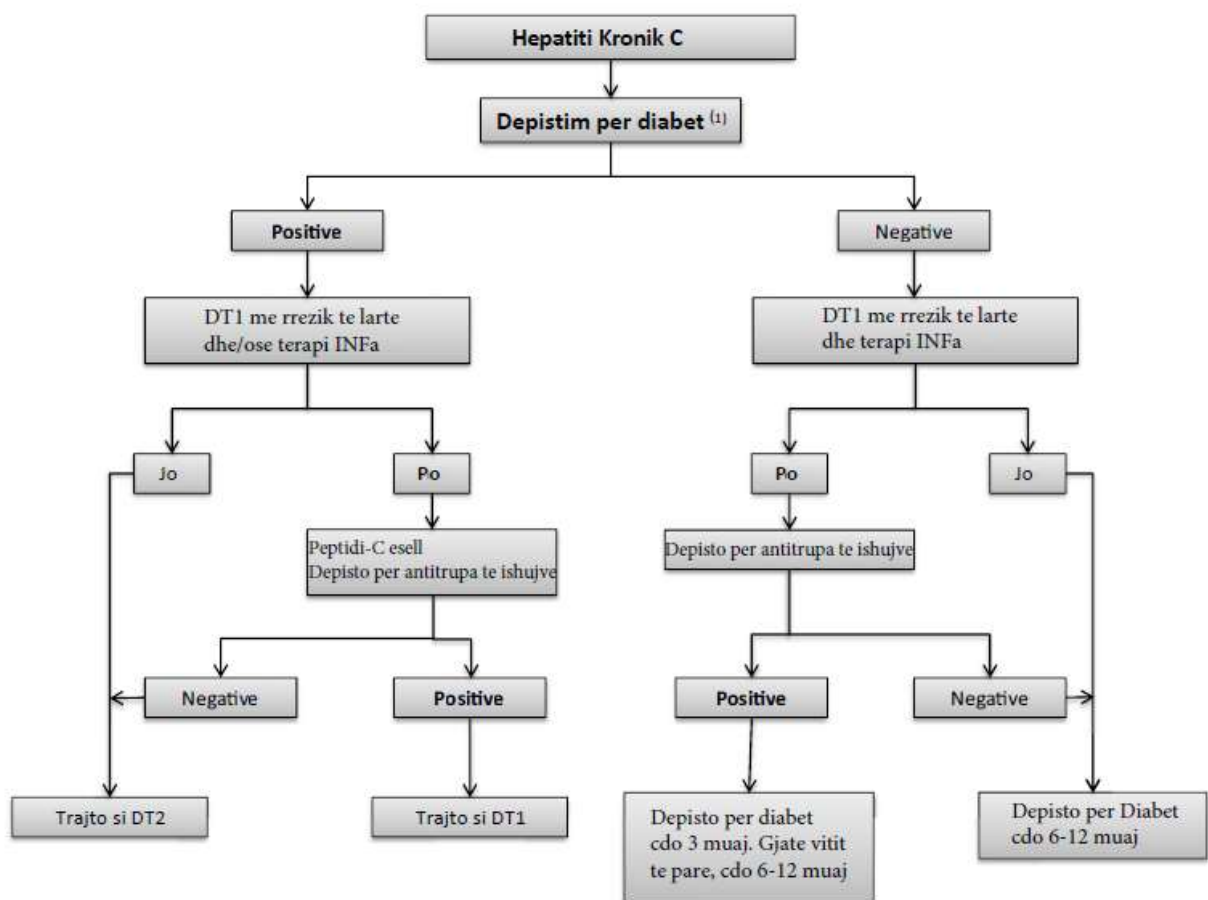 Hepatiti Kronik C
Depistim per diabet (1)
Positive
Negative
DT1 me rrezik te larte
dhe/ose terapi INFa
DT1 me rrezik te larte
dhe terapi INFa
Jo
Po
Po
Jo
Peptidi-C esell
Depisto per antitrupa te ishujve
Depisto per antitrupa te ishujve
Negative
Positive
Positive
Negative
Trajto si DT2
Trajto si DT1
Depisto per diabet
cdo 3 muaj. Gjate vitit
te pare, cdo 6-12 muaj
Depisto per Diabet
cdo 6-12 muaj